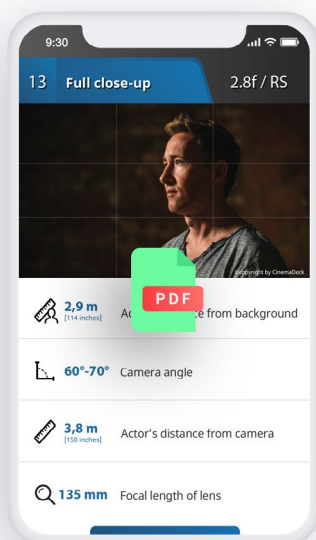 9:30
13 Full close-up 2.8f / RS
Copyright by CinemaDeck
PDF
2,9 m
[114 inches]
from background
60°-70° Camera angle
3,8 m
[150 inches]
Actor's distance from camera
135 mm Focal length of lens